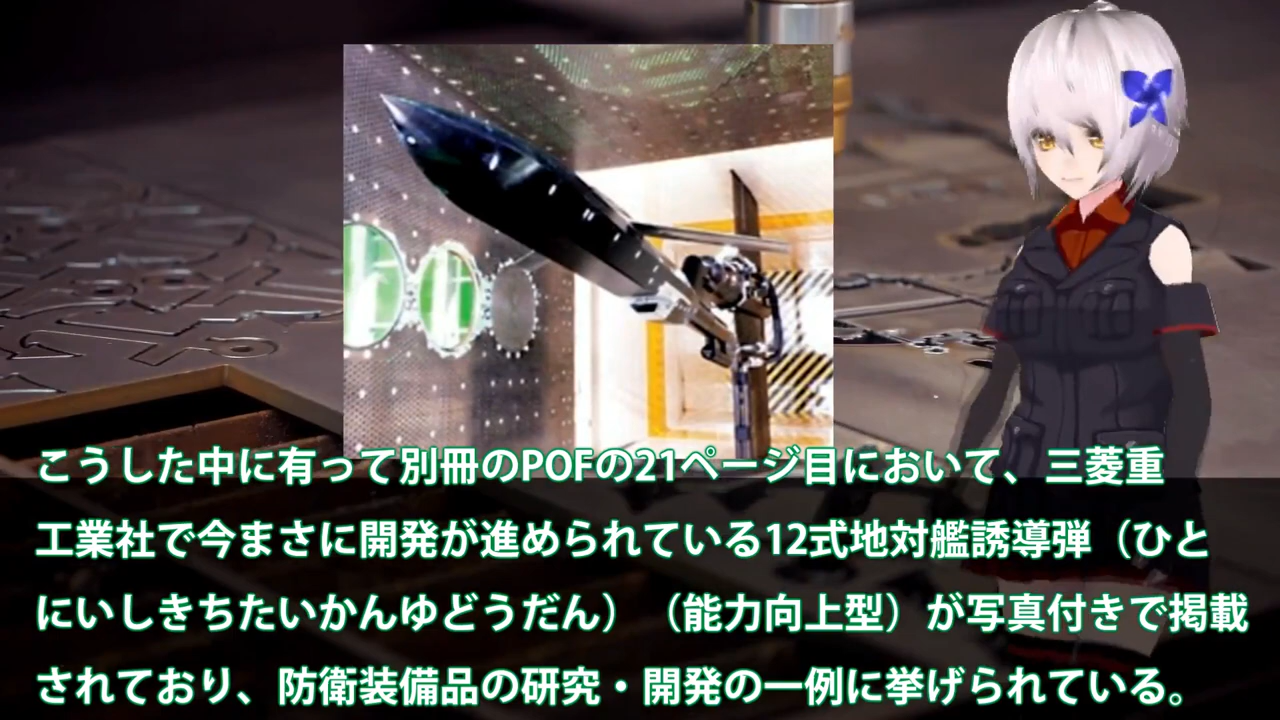 こうした中に有って別冊のPOFの21ページ目において、三菱重
工業社で今まさに開発が進められている12式地対艦誘導弾（ひと
にいしきちたいかんゆどうだん）（能力向上型）が写真付きで掲載
されており、防衛装備品の研究・開発の一例に挙げられている。